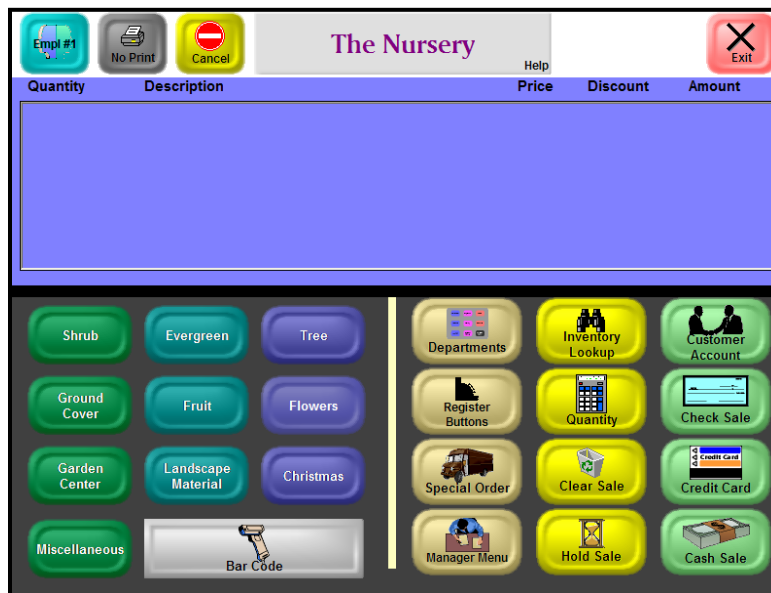 Empl #1
No Print
Cancel
The Nursery
Help
Exit
Quantity Description Price Discount Amount
Shrub Evergreen Tree
Departments
Inventory
Lookup
Customer
Account
Ground
Cover
Fruit
Flowers
Register
Buttons
Quantity
Check Sale
Garden
Center
Landscape
Material
Christmas
Special Order
Clear Sale
Credit Card
Credit Card
Miscellaneous
Bar Code
Manager Menu
Hold Sale
Cash Sale